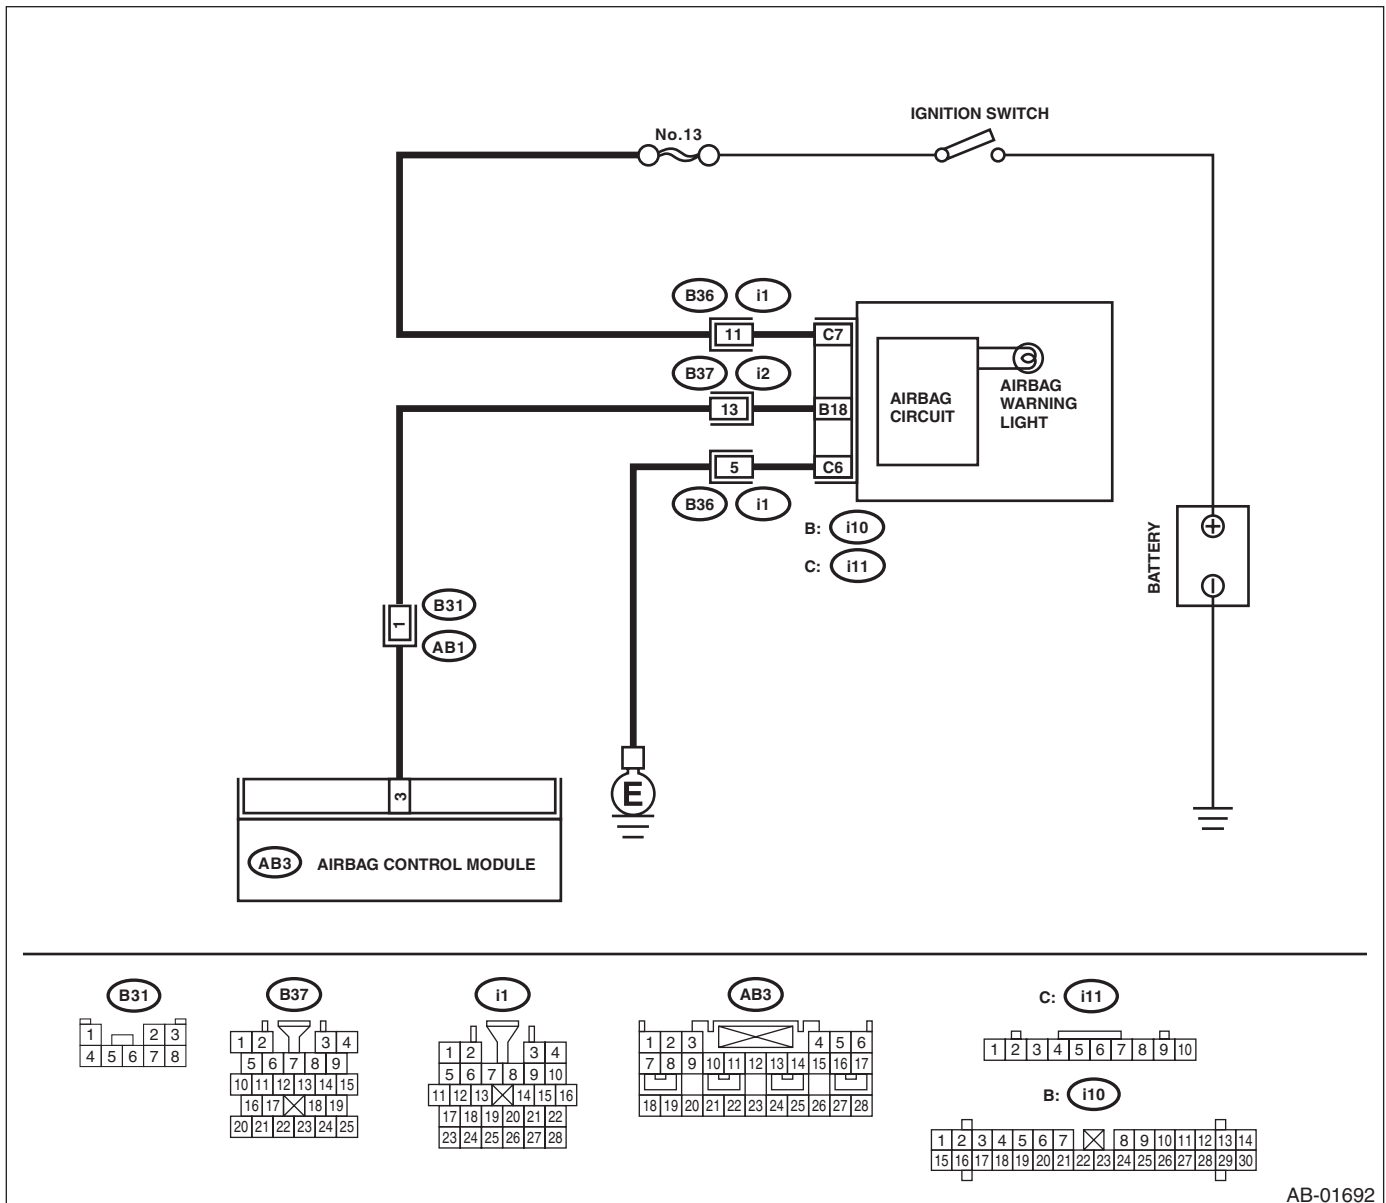 IGNITION SWITCH
No.13
B36 i1
11 C7
B37 i2
13 B18
AIRBAG
CIRCUIT
AIRBAG
WARNING
LIGHT
5 C6
B36 i1
B: i10
C: i11
BATTERY
B31
1
AB1
E
3
AB3 AIRBAG CONTROL MODULE
B31
1 2 3
4 5 6 7 8
B37
1 2 3 4
5 6 7 8 9
10 11 12 13 14 15
16 17 18 19
20 21 22 23 24 25
i1
1 2 3 4
5 6 7 8 9 10
11 12 13 14 15 16
17 18 19 20 21 22
23 24 25 26 27 28
AB3
1 2 3 4 5 6
7 8 9 10 11 12 13 14 15 16 17
18 19 20 21 22 23 24 25 26 27 28
C: i11
1 2 3 4 5 6 7 8 9 10
B: i10
1 2 3 4 5 6 7 8 9 10 11 12 13 14
15 16 17 18 19 20 21 22 23 24 25 26 27 28 29 30
AB-01692